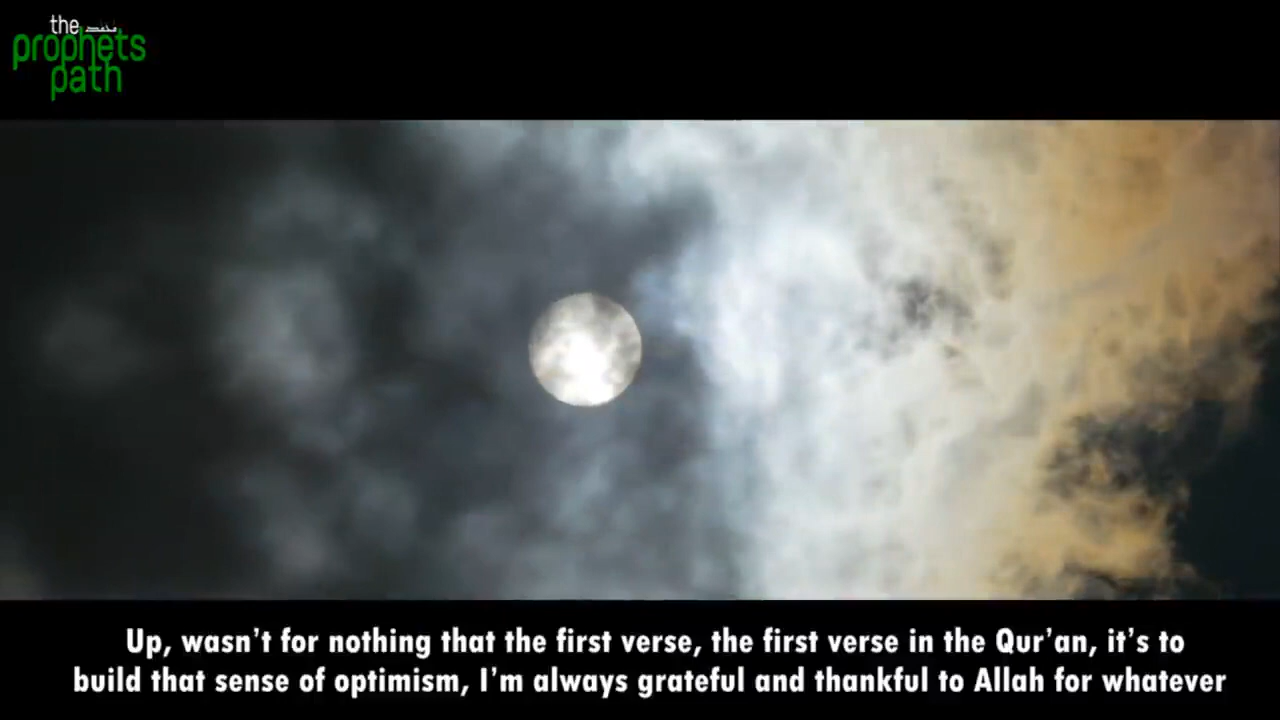 the محمد
prophets
path
Up, wasn't for nothing that the first verse, the first verse in the Qur'an, it's to
build that sense of optimism, I'm always grateful and thankful to Allah for whatever